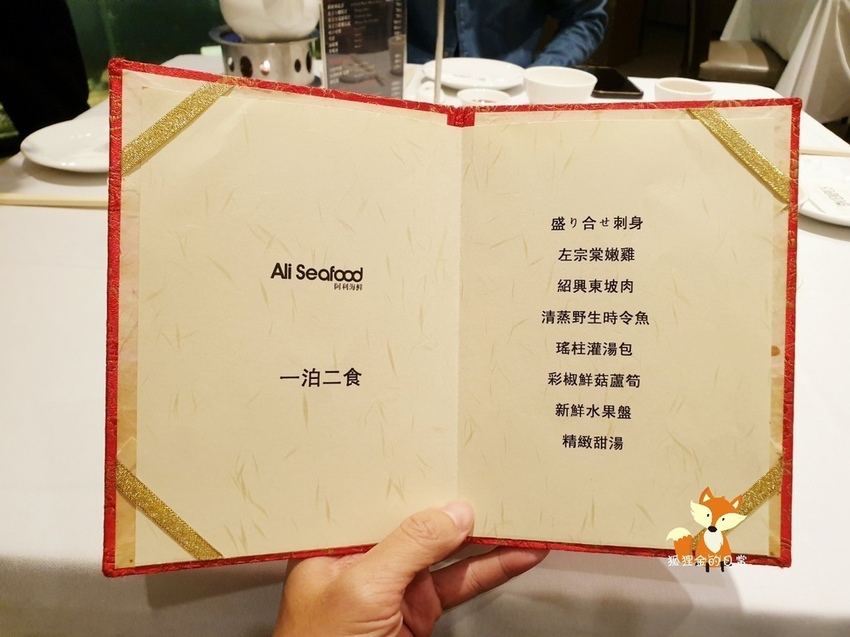 Ali Seafood
阿利海鮮
一泊二食
盛り合せ刺身
左宗棠嫩雞
紹興東坡肉
清蒸野生時令魚
瑤柱灌湯包
彩椒鮮菇蘆筍
新鮮水果盤
精緻甜湯
狐狸金的日常